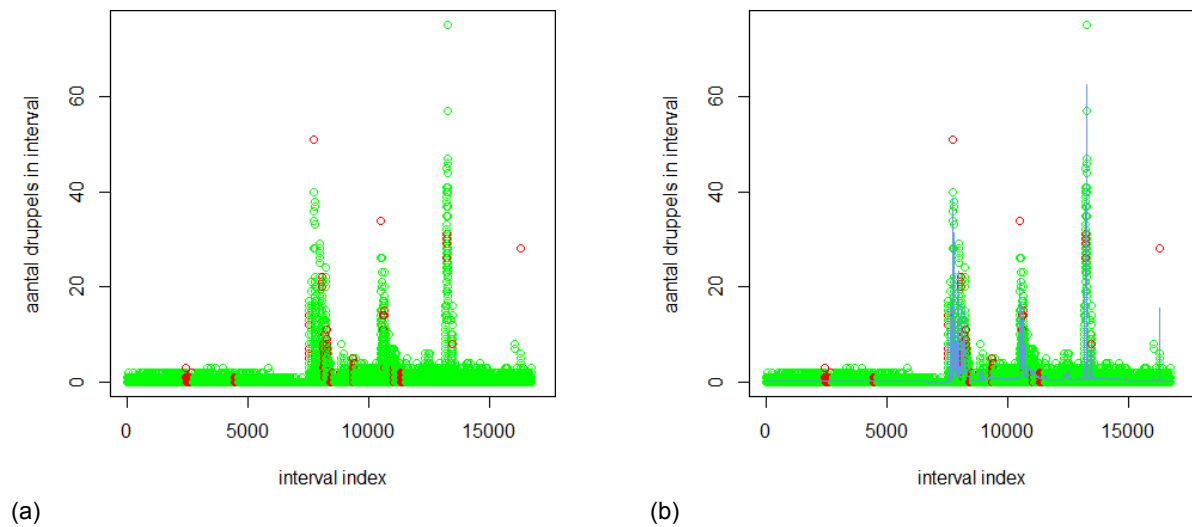 aantal druppels in interval
60
40
20
0
0
5000
10000
15000
interval index
(a)
aantal druppels in interval
60
40
20
0
0
5000
10000
15000
interval index
(b)